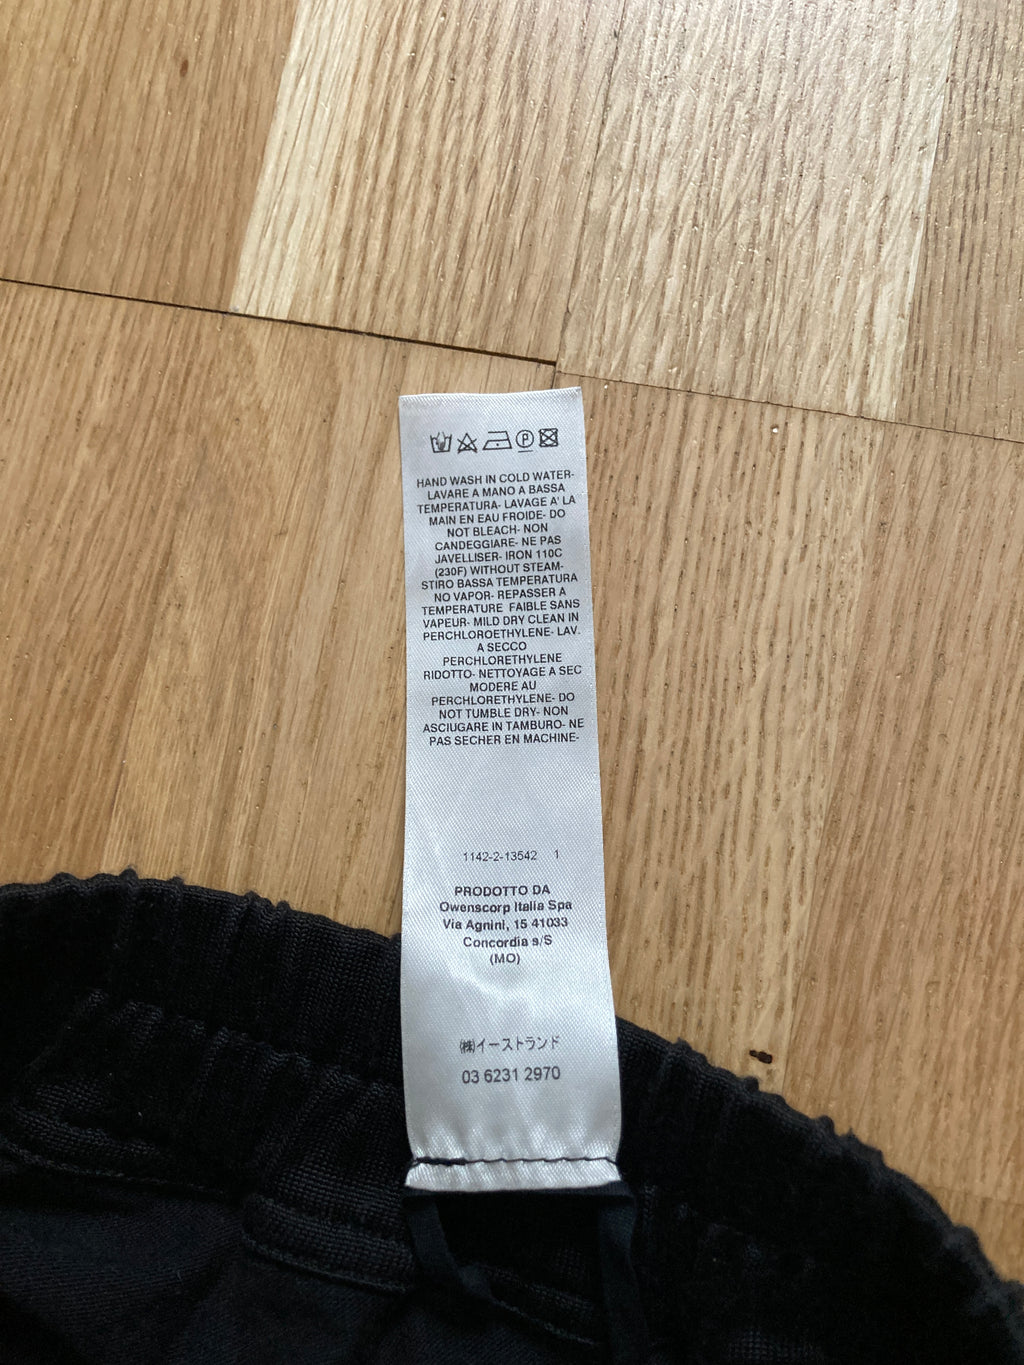 HAND WASH IN COLD WATER-
LAVARE A MANO A BASSA
TEMPERATURA- LAVAGE A' LA
MAIN EN EAU FROIDE- DO
NOT BLEACH- NON
CANDEGGIARE- NE PAS
JAVELLISER- IRON 110C
(230F) WITHOUT STEAM-
STIRO BASSA TEMPERATURA
NO VAPOR- REPASSER A
TEMPERATURE FAIBLE SANS
VAPEUR- MILD DRY CLEAN IN
PERCHLOROETHYLENE- LAV.
A SECCO
PERCHLORETHYLENE
RIDOTTO- NETTOYAGE A SEC
MODERE AU
PERCHLORETHYLENE- DO
NOT TUMBLE DRY- NON
ASCIUGARE IN TAMBURO- NE
PAS SECHER EN MACHINE-
1142-2-13542 1
PRODOTTO DA
Owenscorp Italia Spa
Via Agnini, 15 41033
Concordia s/S
(MO)
㈱イーストランド
03 6231 2970